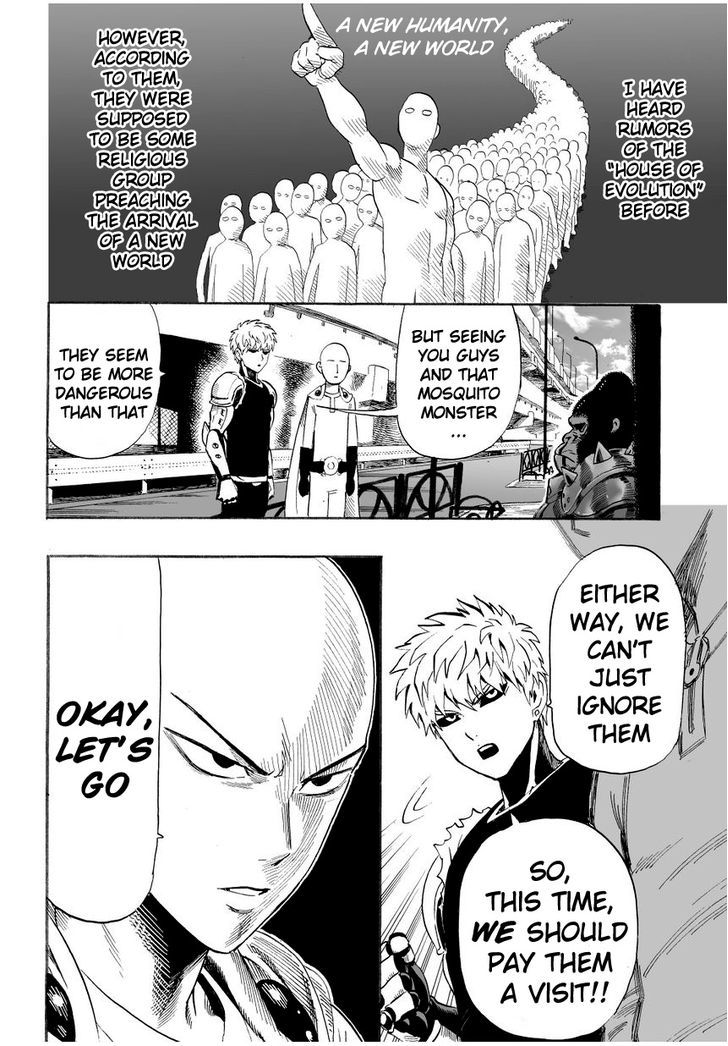 I HAVE
HEARD
RUMORS
OF THE
"HOUSE OF
EVOLUTION"
BEFORE
A NEW HUMANITY,
A NEW WORLD
HOWEVER,
ACCORDING
TO THEM,
THEY WERE
SUPPOSED
TO BE SOME
RELIGIOUS
GROUP
PREACHING
THE ARRIVAL
OF A NEW
WORLD
BUT SEEING
YOU GUYS
AND THAT
MOSQUITO
MONSTER
...
THEY SEEM
TO BE MORE
DANGEROUS
THAN THAT
EITHER
WAY, WE
CAN'T
JUST
IGNORE
THEM
SO,
THIS TIME,
WE SHOULD
PAY THEM
A VISIT!!
OKAY,
LET'S
GO